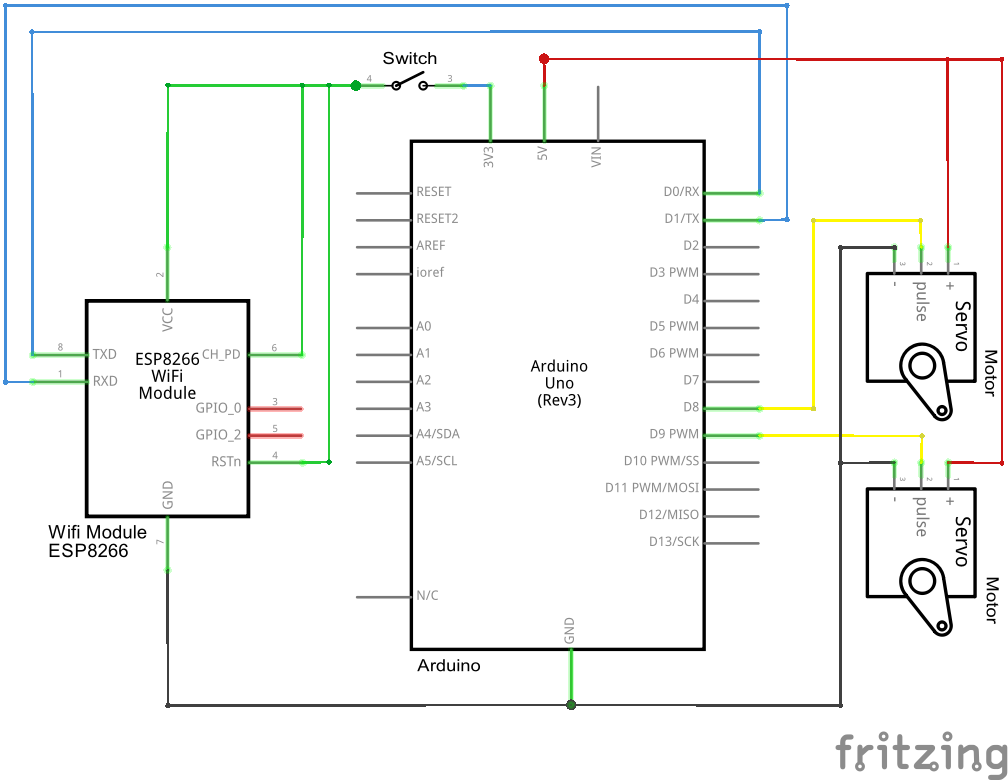 Switch
4
3
3V3
5V
VIN
RESET
RESET2
AREF
ioref
A0
A1
A2
A3
A4/SDA
A5/SCL
N/C
D0/RX
D1/TX
D2
D3 PWM
D4
D5 PWM
D6 PWM
D7
D8
D9 PWM
D10 PWM/SS
D11 PWM/MOSI
D12/MISO
D13/SCK
GND
Arduino
Uno
(Rev3)
Arduino
2
VCC
8
TXD
1
RXD
ESP8266
WiFi
Module
CH_PD
6
GPIO_0
3
GPIO_2
5
RSTn
4
GND
7
Wifi Module
ESP8266
3
2
1
-
pulse
+
Servo
Motor
3
2
1
-
pulse
+
Servo
Motor
fritzing